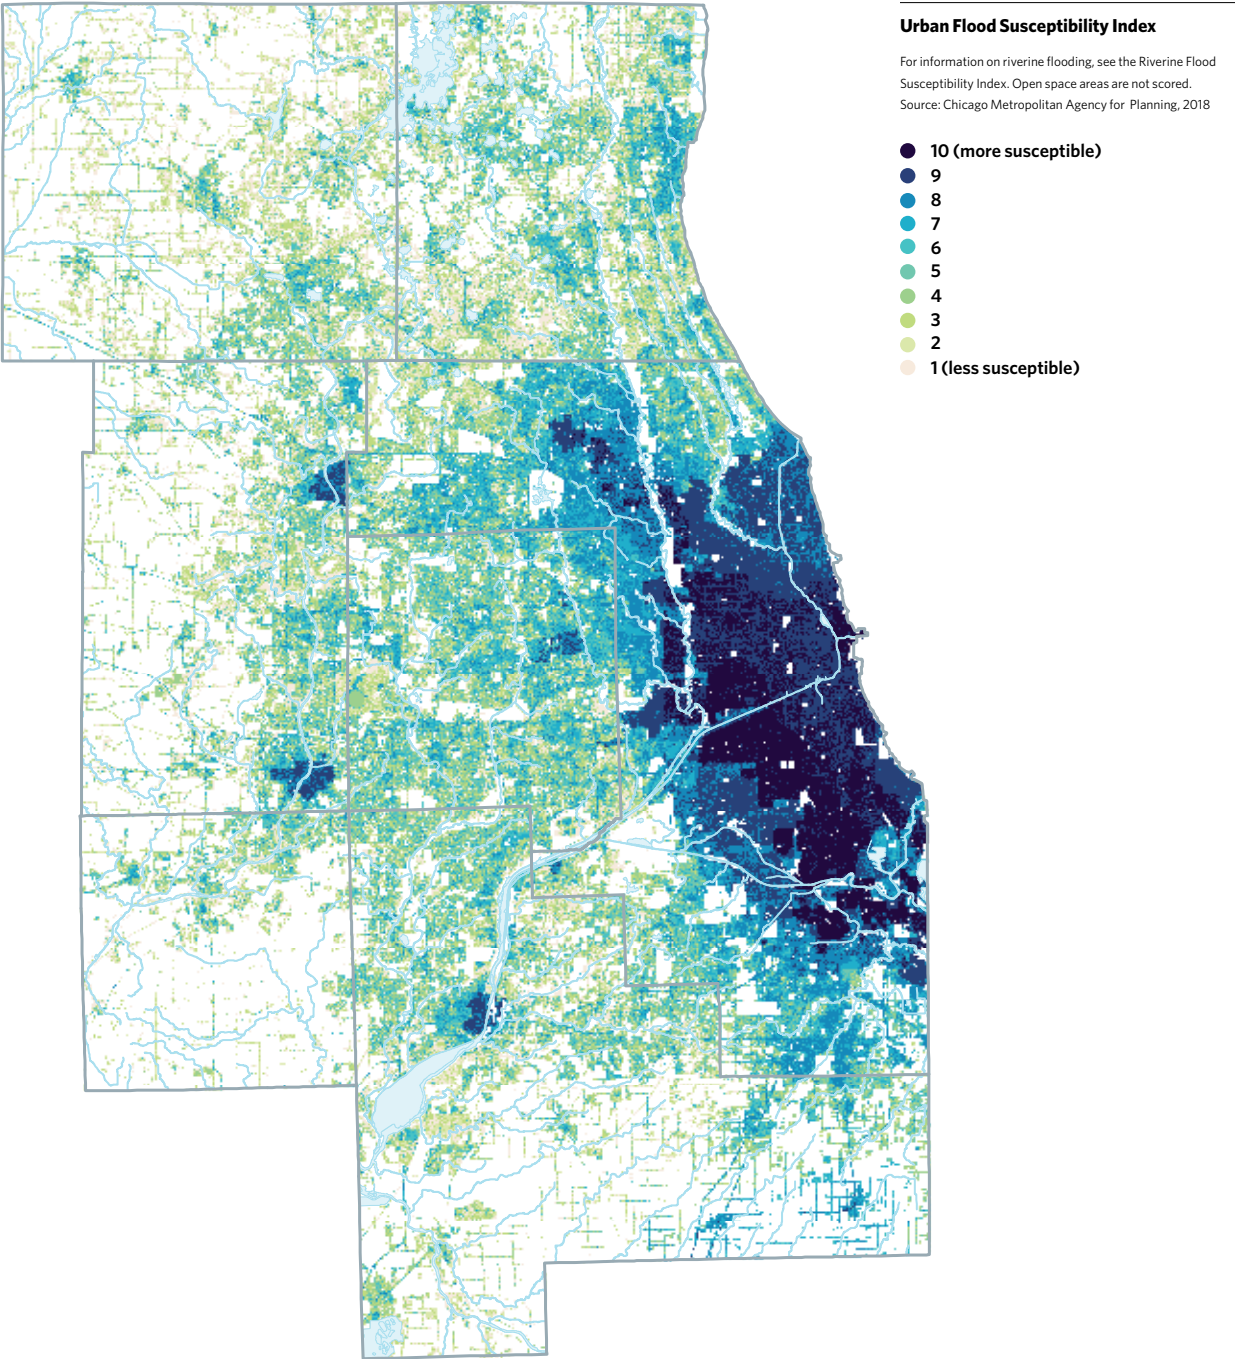 Urban Flood Susceptibility Index
For information on riverine flooding, see the Riverine Flood
Susceptibility Index. Open space areas are not scored.
Source: Chicago Metropolitan Agency for Planning, 2018
10 (more susceptible)
9
8
7
6
5
4
3
2
1 (less susceptible)